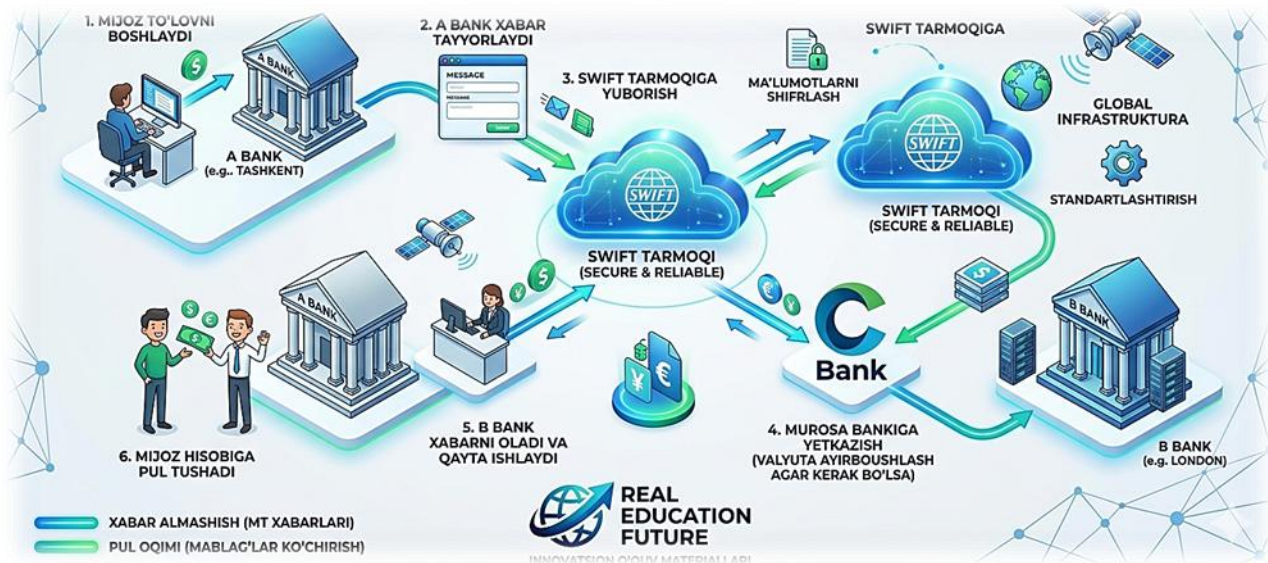 1. MIJOZ TO'LOVNI
BOSHLAYDI
A BANK
A BANK
(e.g.. TASHKENT)
2. A BANK XABAR
TAYYORLAYDI
MESSAGE
3. SWIFT TARMOQIGA
YUBORISH
SWIFT
SWIFT TARMOQI
(SECURE & RELIABLE)
MA'LUMOTLARNI
SHIFRLASH
SWIFT TARMOQIGA
SWIFT
SWIFT TARMOQI
(SECURE & RELIABLE)
GLOBAL
INFRASTRUKTURA
STANDARTLASHTIRISH
C
Bank
4. MUROSA BANKIGA
YETKAZISH
(VALYUTA AYIRBOUSHLASH
AGAR KERAK BO'LSA)
B BANK
B BANK
(e.g. LONDON)
A BANK
5. B BANK
XABARNI OLADI VA
QAYTA ISHLAYDI
6. MIJOZ HISOBIGA
PUL TUSHADI
XABAR ALMASHISH (MT XABARLARI)
PUL OQIMI (MABLAG'LAR KO'CHIRISH)
REAL
EDUCATION
FUTURE
INNOVATSION O'QUV MATERIALLARI